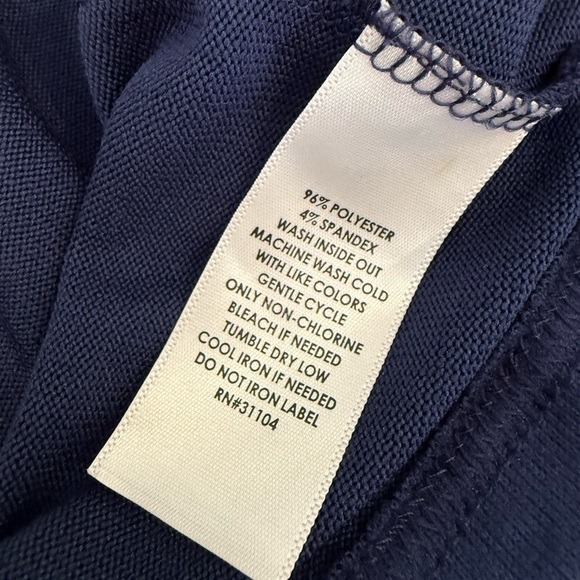 96% POLYESTER
4% SPANDEX
WASH INSIDE OUT
MACHINE WASH COLD
WITH LIKE COLORS
GENTLE CYCLE
ONLY NON-CHLORINE
BLEACH IF NEEDED
TUMBLE DRY LOW
COOL IRON IF NEEDED
DO NOT IRON LABEL
RN#31104